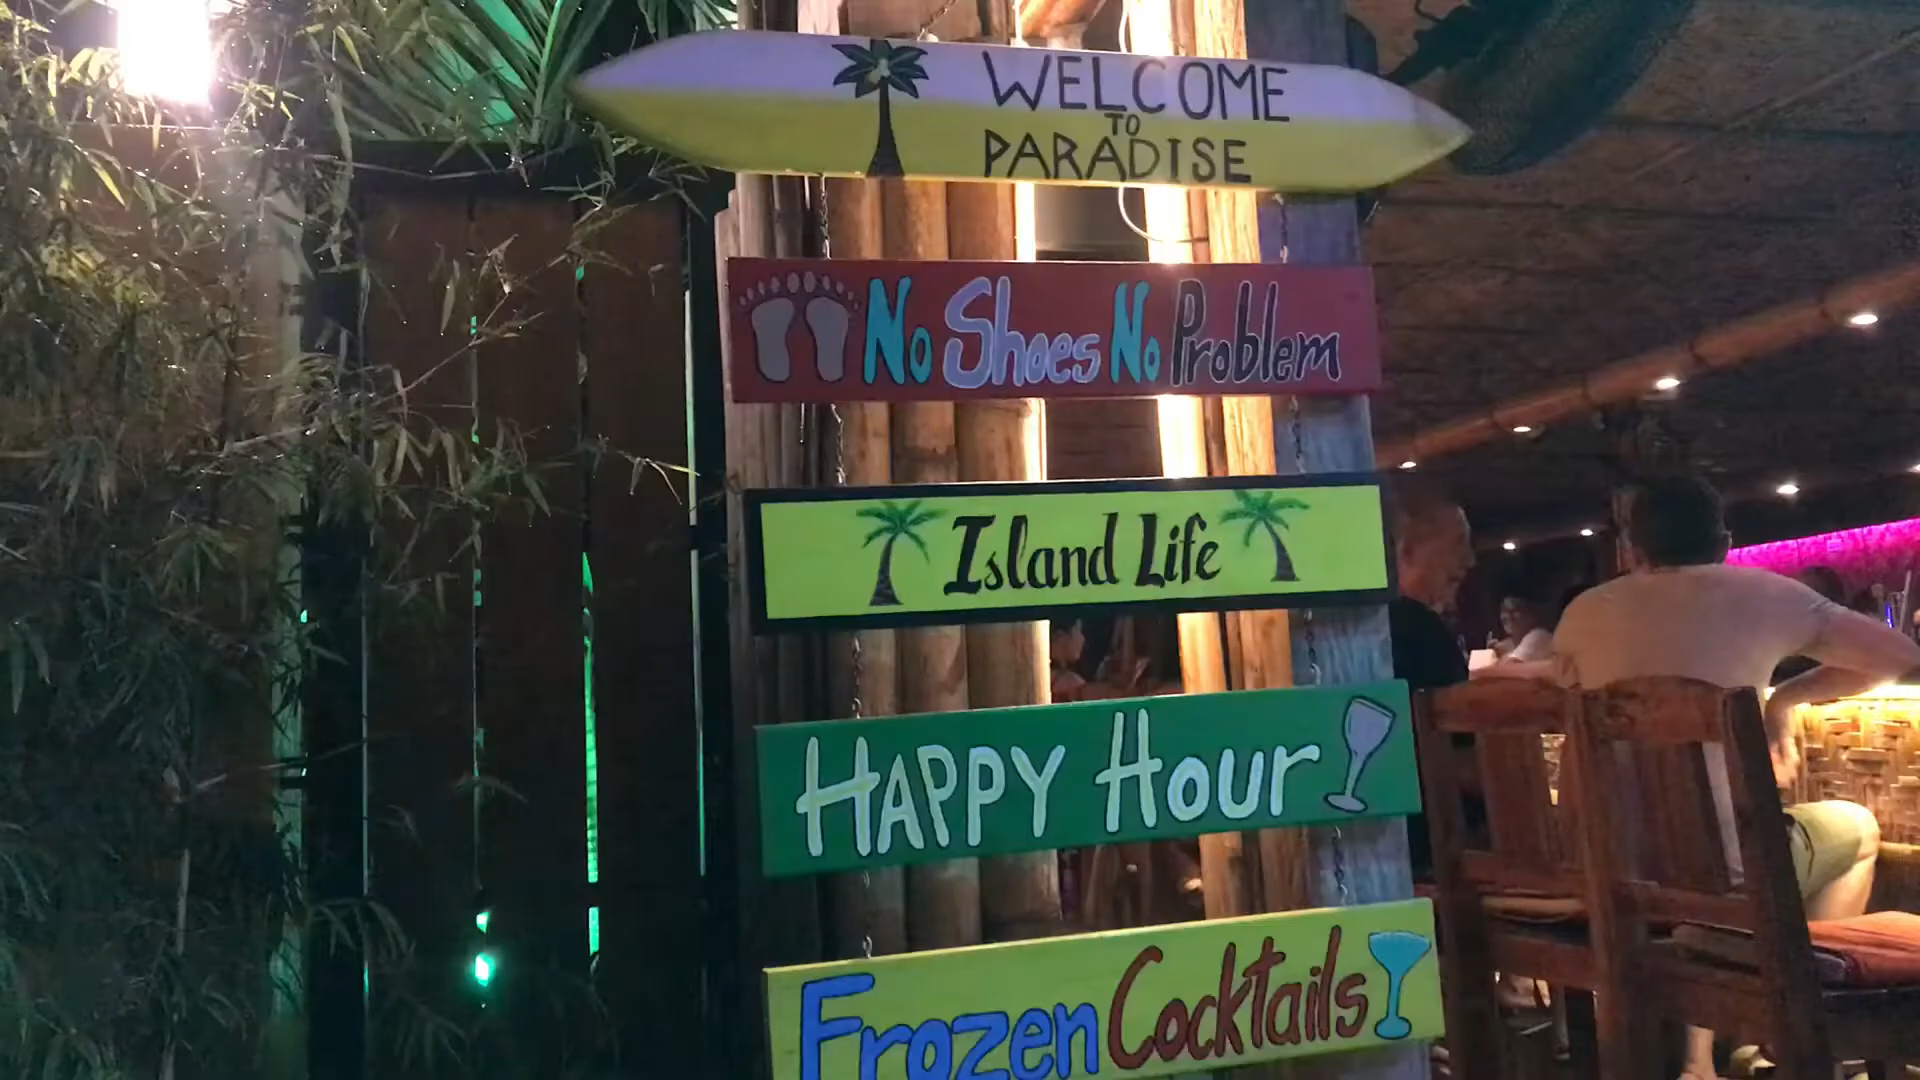 WELCOME
TO
PARADISE
No Shoes No Problem
Island Life
HAPPY HOUR
Frozen Cocktails